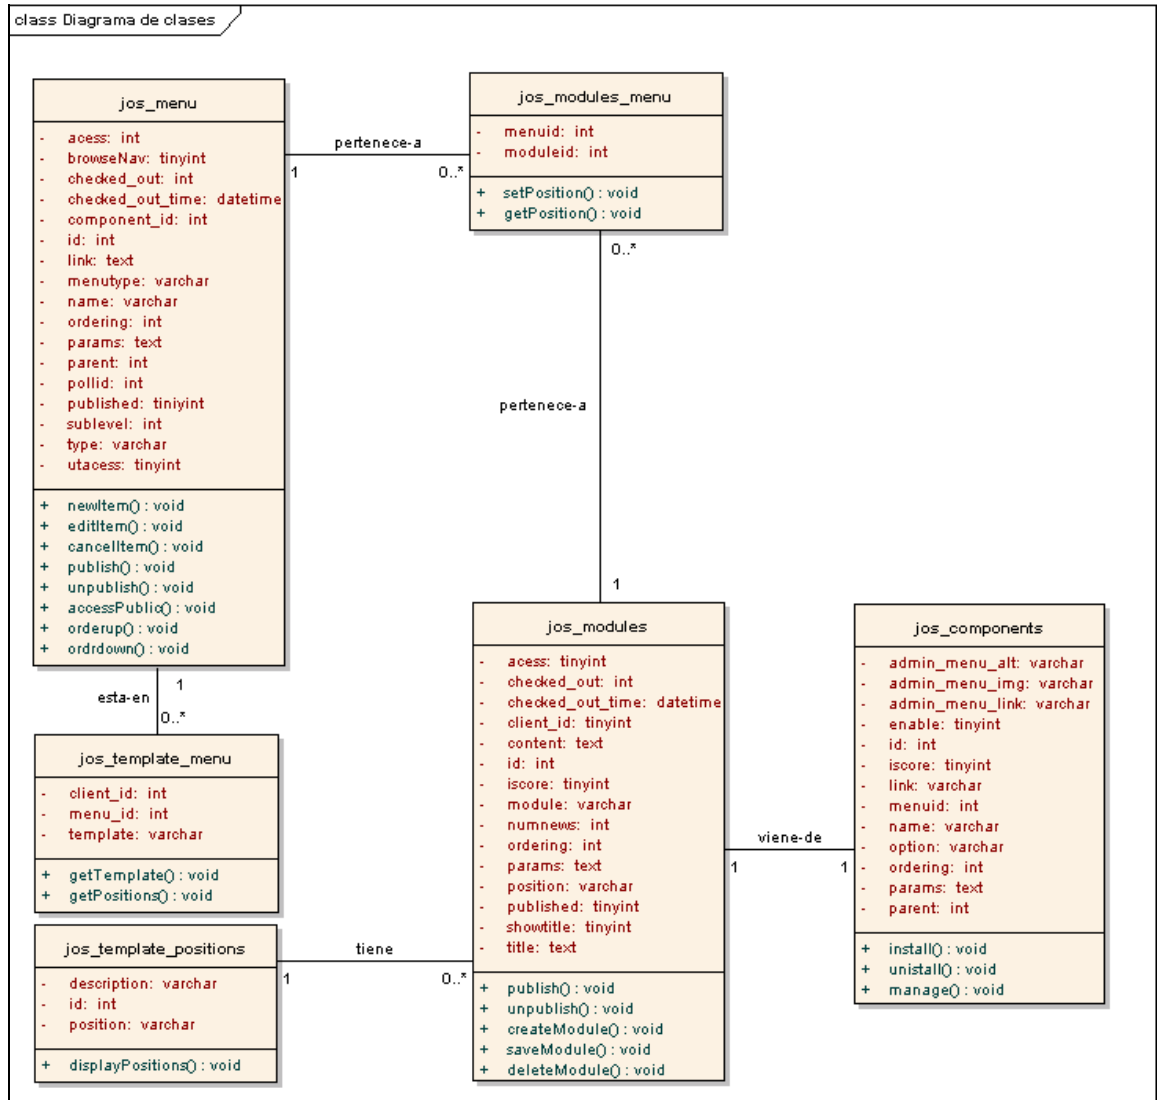 class Diagrama de clases
jos_menu
- acess: int
- browseNav: tinyint
- checked_out: int
- checked_out_time: datetime
- component_id: int
- id: int
- link: text
- menutype: varchar
- name: varchar
- ordering: int
- params: text
- parent: int
- pollid: int
- published: tiniyint
- sublevel: int
- type: varchar
- utacess: tinyint
+ newItem() : void
+ editItem() : void
+ cancelItem() : void
+ publish() : void
+ unpublish() : void
+ accessPublic() : void
+ orderup() : void
+ ordrdown() : void
pertenece-a
1
0..*
jos_modules_menu
- menuid: int
- moduleid: int
+ setPosition() : void
+ getPosition() : void
0..*
pertenece-a
1
esta-en
1
0..*
jos_template_menu
- client_id: int
- menu_id: int
- template: varchar
+ getTemplate() : void
+ getPositions() : void
jos_template_positions
- description: varchar
- id: int
- position: varchar
+ displayPositions() : void
tiene
1
0..*
jos_modules
- acess: tinyint
- checked_out: int
- checked_out_time: datetime
- client_id: tinyint
- content: text
- id: int
- iscore: tinyint
- module: varchar
- numnews: int
- ordering: int
- params: text
- position: varchar
- published: tinyint
- showtitle: tinyint
- title: text
+ publish() : void
+ unpublish() : void
+ createModule() : void
+ saveModule() : void
+ deleteModule() : void
viene-de
1
1
jos_components
- admin_menu_alt: varchar
- admin_menu_img: varchar
- admin_menu_link: varchar
- enable: tinyint
- id: int
- iscore: tinyint
- link: varchar
- menuid: int
- name: varchar
- option: varchar
- ordering: int
- params: text
- parent: int
+ install() : void
+ unistall() : void
+ manage() : void